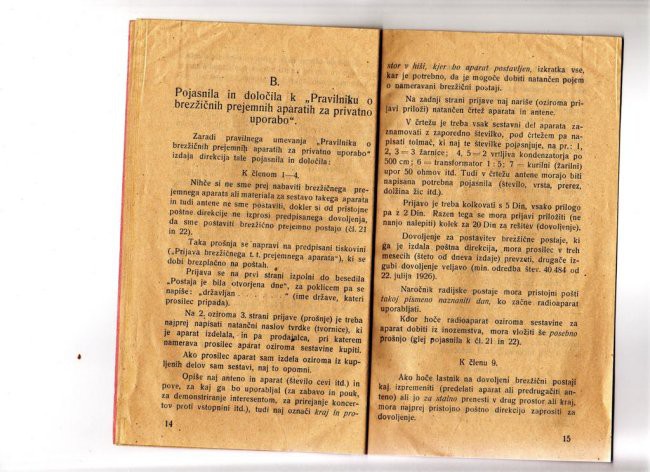 B.
Pojasnila in določila k „Pravilniku o
brezžičnih prejemnih aparatih za privatno
uporabo“.
Zaradi pravilnega umevanja „Pravilnika o
brezžičnih prejemnih aparatih za privatno uporabo“
izdaja direkcija tele pojasnila in določila:
K členom 1—4.
Nihče si ne sme prej nabaviti brezžičnega pre-
jemnega aparata ali materiala za sestavo takega aparata
in tudi antene ne sme postaviti, dokler si od pristojne
poštne direkcije ne izprosi predpisanega dovoljenja,
da sme postaviti brezžično prejemno postajo (čl. 21
in 22).
Taka prošnja se napravi na predpisani tiskovini
(„Prijava brezžičnega t. t. prejemnega aparata“), ki se
dobi brezplačno na poštah.
Prijava se na prvi strani izpolni do besedila
„Postaja je bila otvorjena dne“, za poklicem pa se
napiše: „državljan . . . . . . . “ (ime države, kateri
prosilec pripada).
Na 2. oziroma 3. strani prijave (prošnje) je treba
najprej napisati natančni naslov tvrdke (tvornice), ki
je aparat izdelala, in pa prodajalca, pri katerem
namerava prosilec aparat oziroma sestavine kupiti.
Ako prosilec aparat sam izdela oziroma iz kup-
ljenih delov sam sestavi, naj to opomni.
Opiše naj anteno in aparat (število cevi itd.) in
pove, za kaj ga bo uporabljal (za zabavo in pouk,
za demonstriranje interesentom, za prirejanje koncer-
tov proti vstopnini itd.), tudi naj označi kraj in pro-
14
stor v hiši, kjer bo aparat postavljen, izkratka vse,
kar je potrebno, da je mogoče dobiti natančen pojem
o nameravani brezžični postaji.
Na zadnji strani prijave naj nariše (oziroma pri
prijavi priloži) natančen črtež aparata in antene.
V črtežu je treba vsak sestavni del aparata za-
znamovati z zaporedno številko, pod črtežem pa na-
pisati tolmač, ki naj te številke pojasnjuje, na pr.: 1,
2, 3 = 3 žarnice; 4, 5 = 2 vrtljiva kondenzatorja po
500 cm; 6 = transformator 1 : 5; 7 = kurilni (žarilni)
upor 50 ohmov itd. Tudi v črtežu antene morajo biti
napisana potrebna pojasnila (število, vrsta, prerez,
dolžina žic itd.).
Prijavo je treba kolkovati s 5 Din, vsako prilogo
pa z 2 Din. Razen tega se mora prijavi priložiti (ne
nanjo nalepiti) kolek za 20 Din za rešitev (dovoljenje).
Dovoljenje za postavitev brezžične postaje, ki
ga je izdala poštna direkcija, mora prosilec v treh
mesecih (šteto od dneva izdaje) prevzeti, drugače iz-
gubi dovoljenje veljavo (min. odredba štev. 40 484 od
22. julija 1926).
Naročnik radijske postaje mora pristojni pošti
takoj pismeno naznaniti dan, ko začne radioaparat
uporabljati.
Kdor hoče radioaparat oziroma sestavine za
aparat dobiti iz inozemstva, mora vložiti še posebno
prošnjo (glej pojasnila k čl. 21 in 22).
K členu 9.
Ako hoče lastnik na dovoljeni brezžični postaji
kaj izpremeniti (predelati aparat ali predrugačiti an-
teno) ali jo za stalno prenesti v drug prostor ali kraj,
mora najprej pristojno poštno direkcijo zaprositi za
dovoljenje.
15